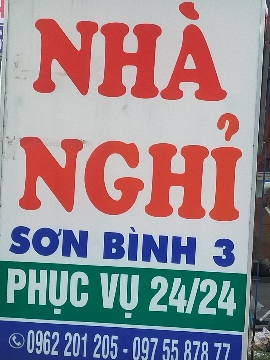 NHÀ
NGHỈ
SƠN BÌNH 3
PHỤC VỤ 24/24
0962 201 205 - 097 55 878 77